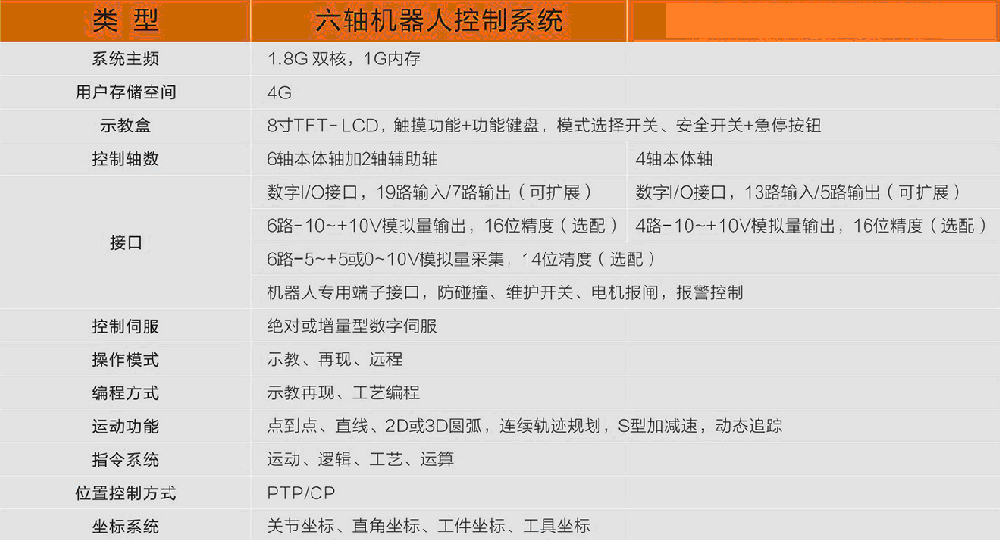 类 型 六轴机器人控制系统
系统主频 1.8G 双核，1G内存
用户存储空间 4G
示教盒 8寸TFT-LCD，触摸功能+功能键盘，模式选择开关、安全开关+急停按钮
控制轴数 6轴本体轴加2轴辅助轴 4轴本体轴
数字I/O接口，19路输入/7路输出（可扩展） 数字I/O接口，13路输入/5路输出（可扩展）
接口 6路-10~+10V模拟量输出，16位精度（选配） 4路-10~+10V模拟量输出，16位精度（选配）
6路-5~+5或0~10V模拟量采集，14位精度（选配）
机器人专用端子接口，防碰撞、维护开关、电机报闸，报警控制
控制伺服 绝对或增量型数字伺服
操作模式 示教、再现、远程
编程方式 示教再现、工艺编程
运动功能 点到点、直线、2D或3D圆弧，连续轨迹规划，S型加减速，动态追踪
指令系统 运动、逻辑、工艺、运算
位置控制方式 PTP/CP
坐标系统 关节坐标、直角坐标、工件坐标、工具坐标